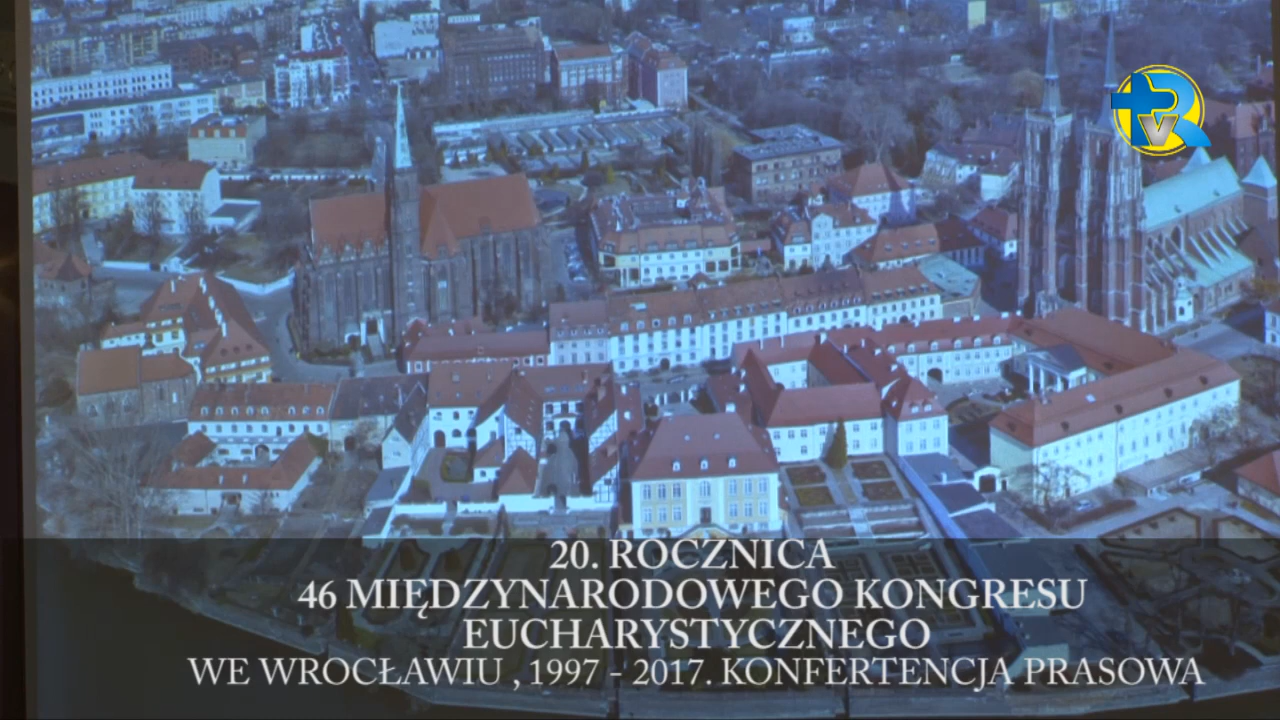 20. ROCZNICA
46 MIĘDZYNARODOWEGO KONGRESU
EUCHARYSTYCZNEGO
WE WROCŁAWIU , 1997 - 2017. KONFERTENCJA PRASOWA